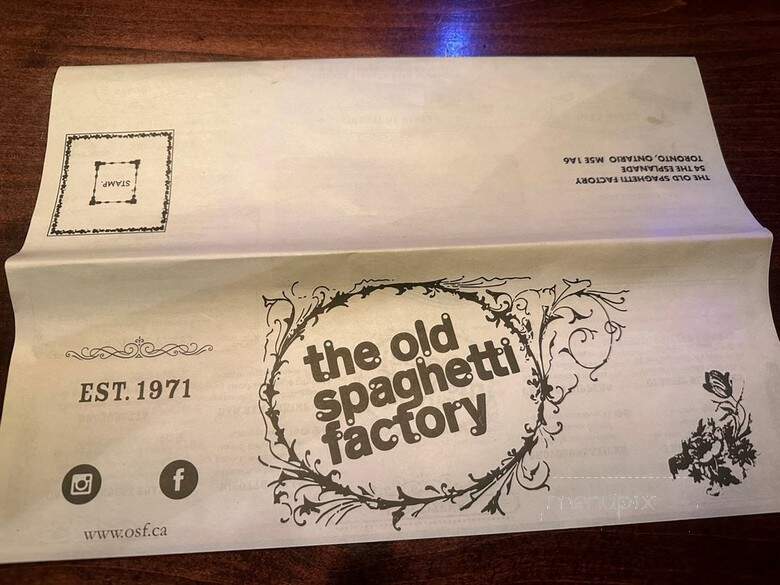 STAMP.
THE OLD SPAGHETTI FACTORY
54 THE ESPLANADE
TORONTO, ONTARIO M5E 1A6
the old
spaghetti
factory
EST. 1971
www.osf.ca
menupix